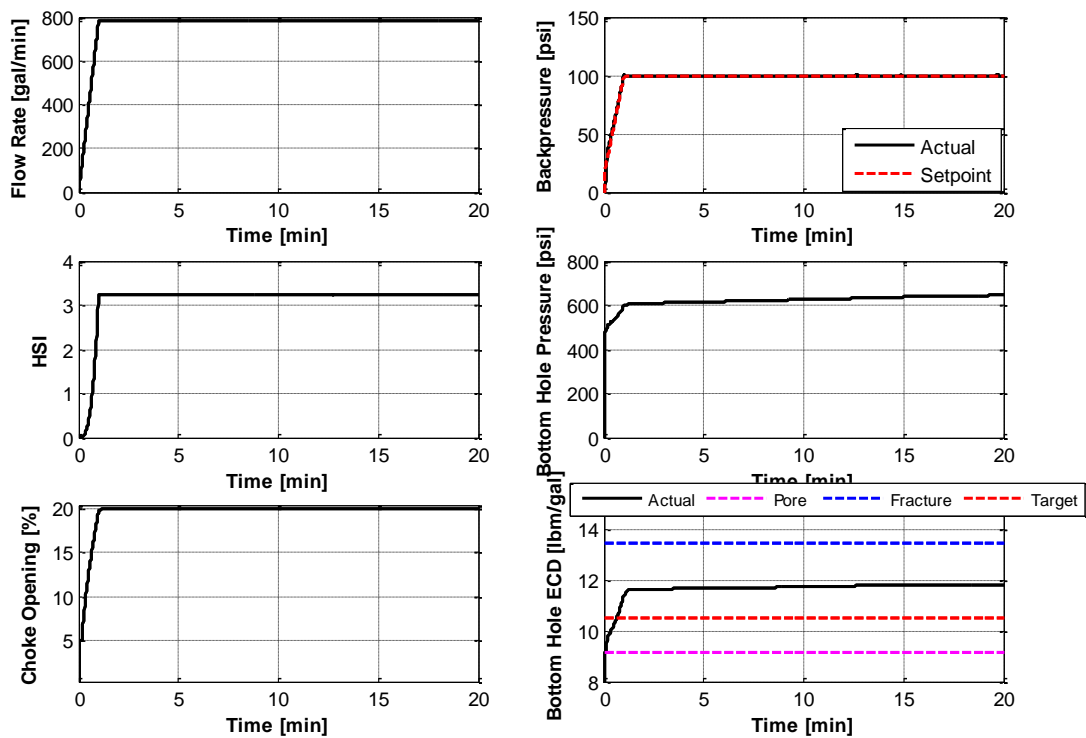 Flow Rate [gal/min]
800
600
400
200
0
0 5 10 15 20
Time [min]
Backpressure [psi]
150
100
50
0
Actual
Setpoint
0 5 10 15 20
Time [min]
HSI
4
3
2
1
0
0 5 10 15 20
Time [min]
Bottom Hole Pressure [psi]
800
600
400
200
0
0 5 10 15 20
Time [min]
Choke Opening [%]
20
15
10
5
0 5 10 15 20
Time [min]
Bottom Hole ECD [lbm/gal]
Actual Pore Fracture Target
14
12
10
8
0 5 10 15 20
Time [min]